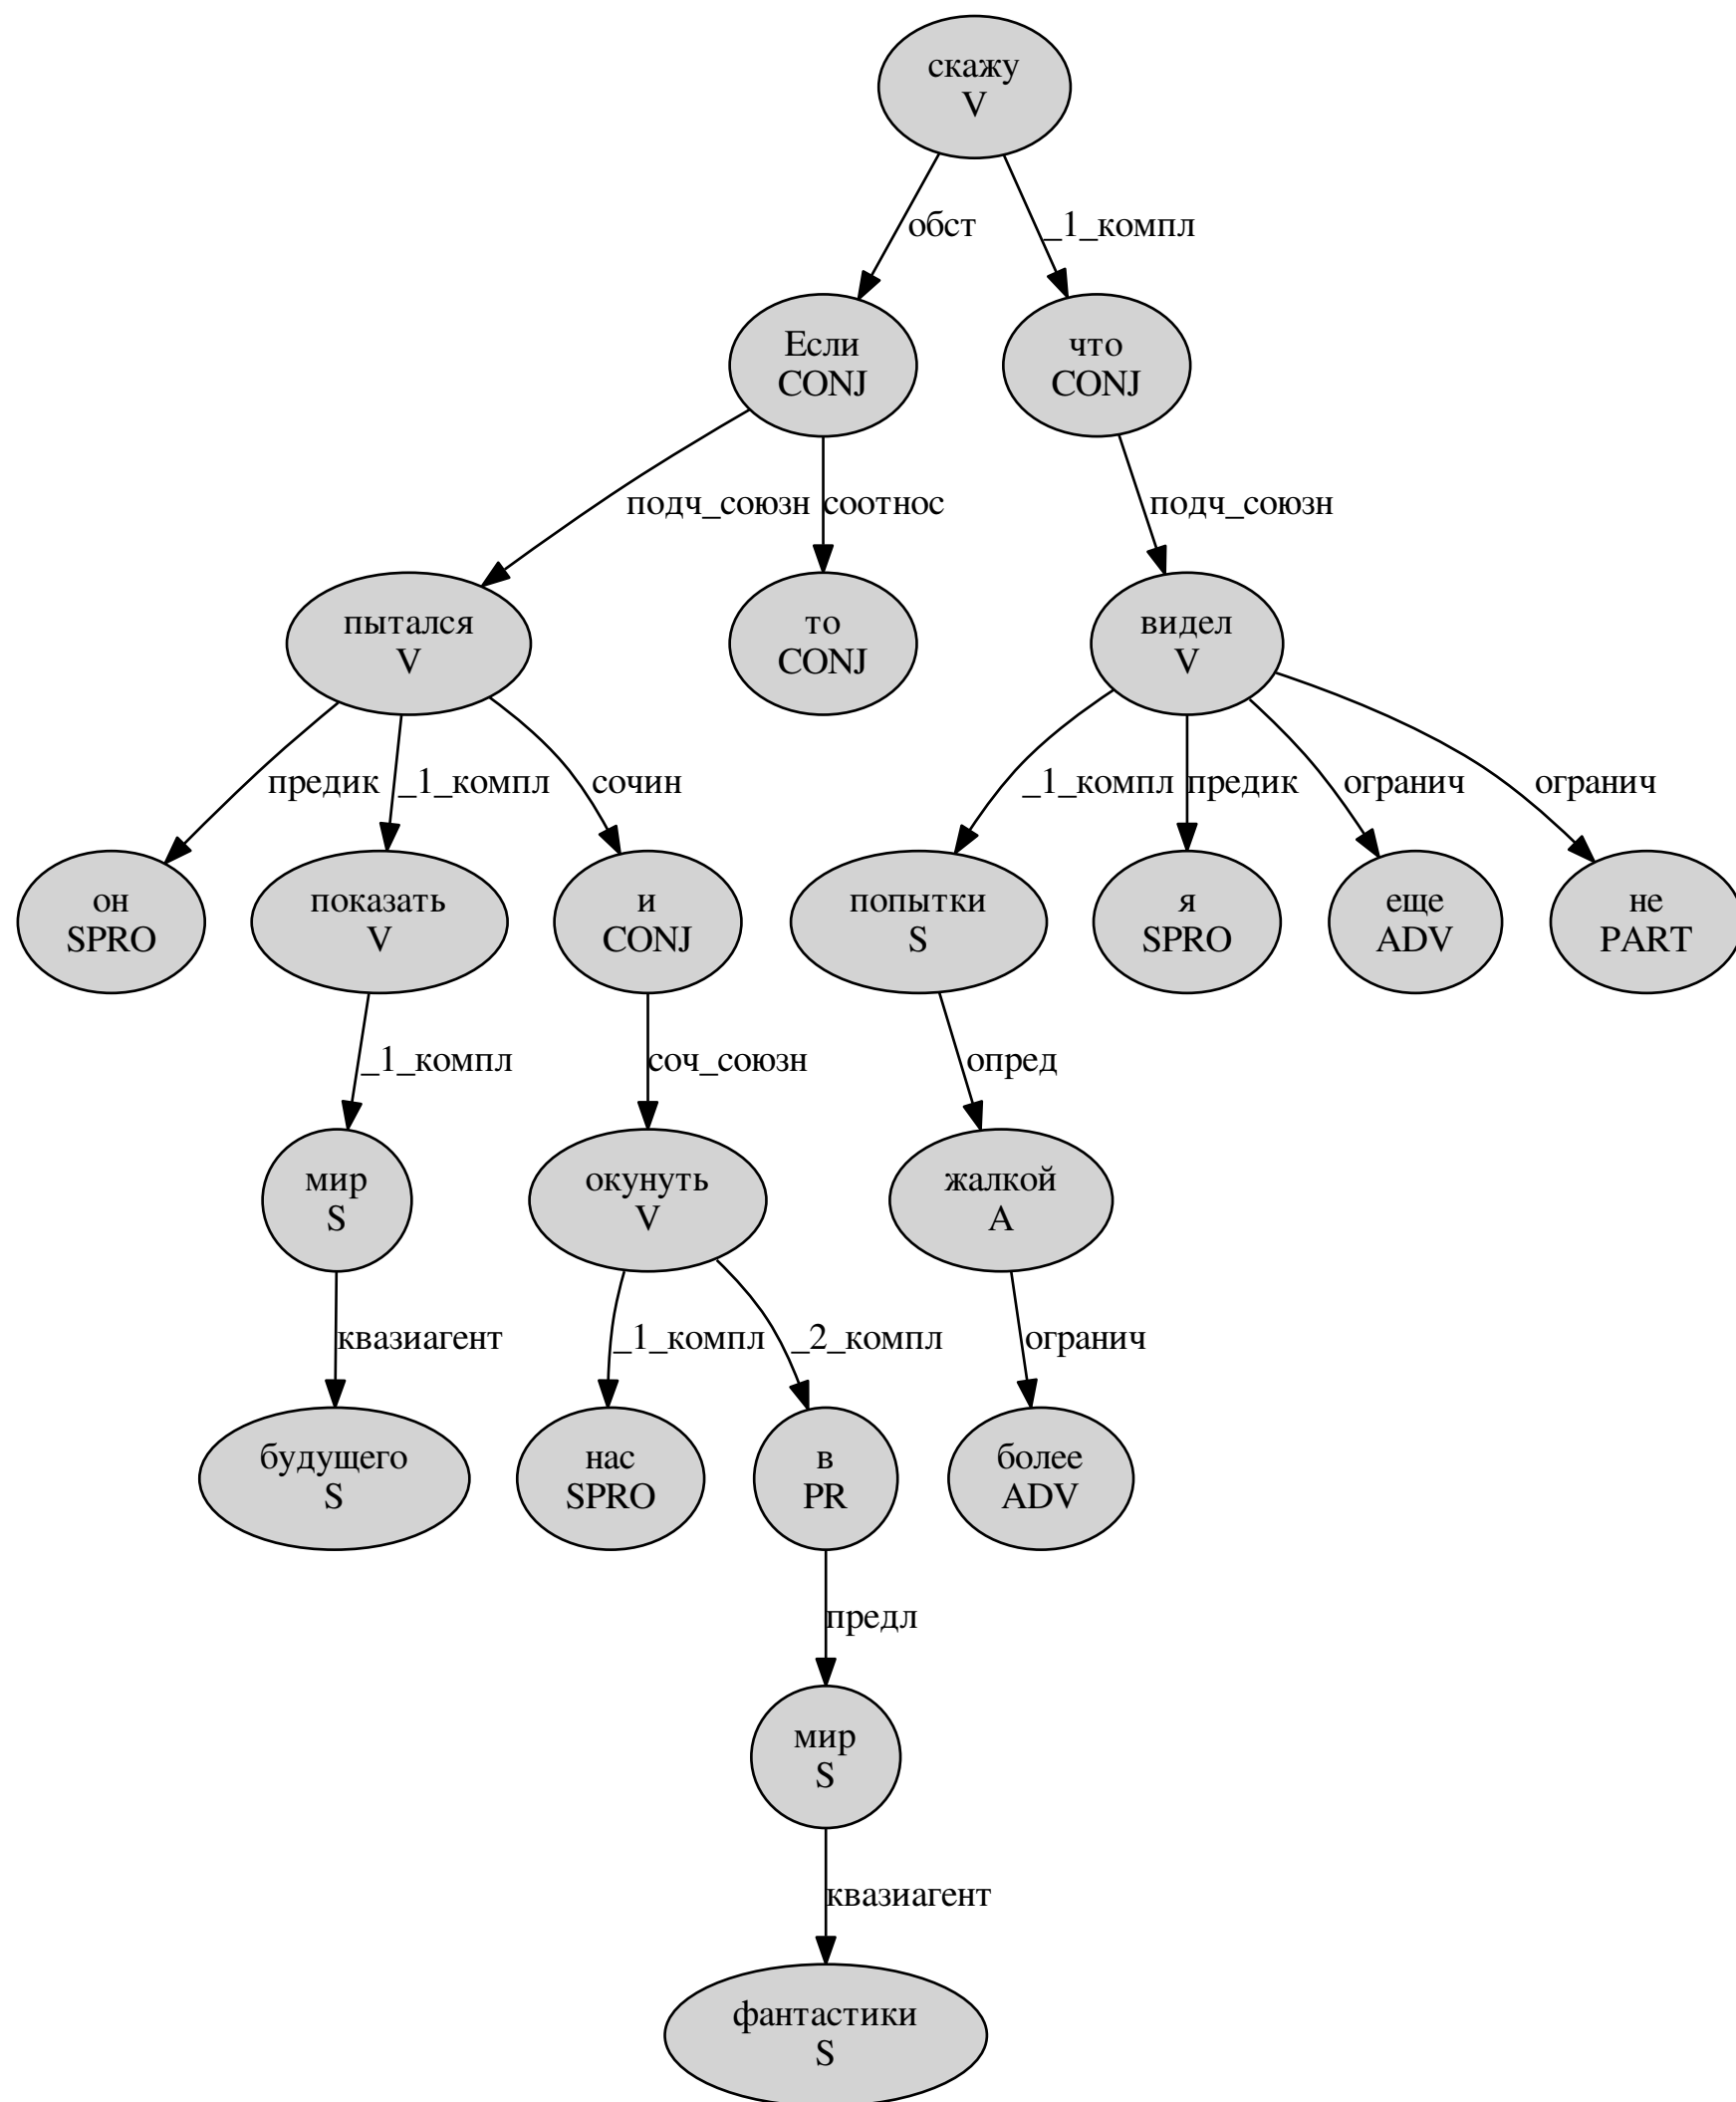 скажу
V
обст
_1_компл
Если
CONJ
что
CONJ
подч_союзн
соотнос
подч_союзн
пытался
V
то
CONJ
видел
V
предик
_1_компл
сочин
_1_компл
предик
огранич
огранич
он
SPRO
показать
V
и
CONJ
попытки
S
я
SPRO
еще
ADV
не
PART
_1_компл
соч_союзн
опред
мир
S
окунуть
V
жалкой
A
квазиагент
_1_компл
_2_компл
огранич
будущего
S
нас
SPRO
в
PR
более
ADV
предл
мир
S
квазиагент
фантастики
S